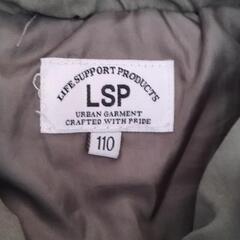 LIFE SUPPORT PRODUCTS
LSP
URBAN GARMENT
CRAFTED WITH PRIDE
110